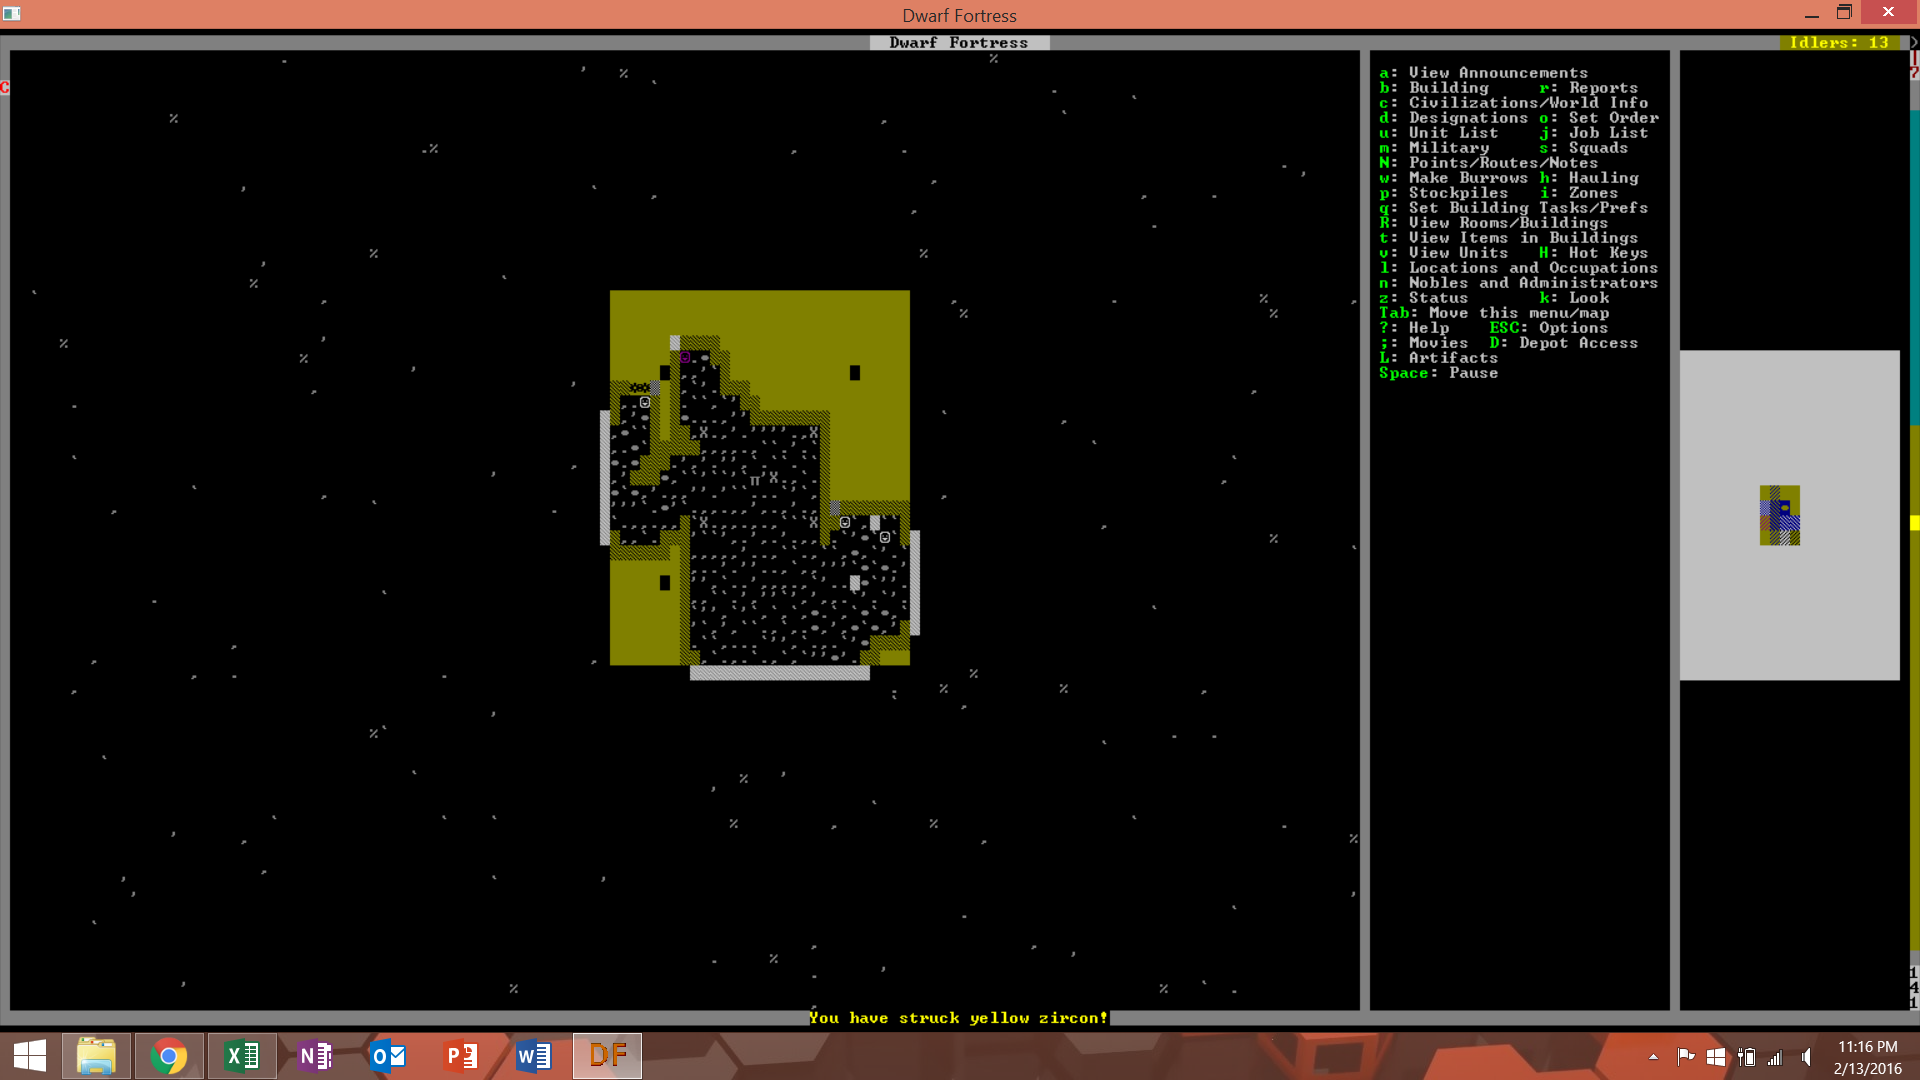 Dwarf Fortress
Dwarf Fortress
Idlers: 13
a: View Announcements
b: Building r: Reports
c: Civilizations/World Info
d: Designations o: Set Order
u: Unit List j: Job List
m: Military s: Squads
N: Points/Routes/Notes
w: Make Burrows h: Hauling
p: Stockpiles i: Zones
q: Set Building Tasks/Prefs
R: View Rooms/Buildings
t: View Items in Buildings
v: View Units H: Hot Keys
l: Locations and Occupations
n: Nobles and Administrators
z: Status k: Look
Tab: Move this menu/map
?: Help ESC: Options
;: Movies D: Depot Access
L: Artifacts
Space: Pause
You have struck yellow zircon!
DF
11:16 PM
2/13/2016